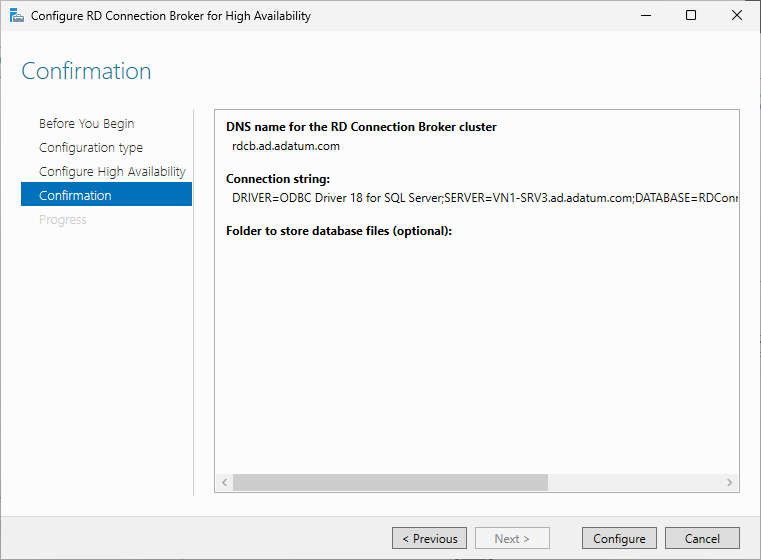 Configure RD Connection Broker for High Availability
Confirmation
Before You Begin
Configuration type
Configure High Availability
Confirmation
Progress
DNS name for the RD Connection Broker cluster
rdcb.ad.adatum.com
Connection string:
DRIVER=ODBC Driver 18 for SQL Server;SERVER=VN1-SRV3.ad.adatum.com;DATABASE=RDConn
Folder to store database files (optional):
< Previous
Next >
Configure
Cancel